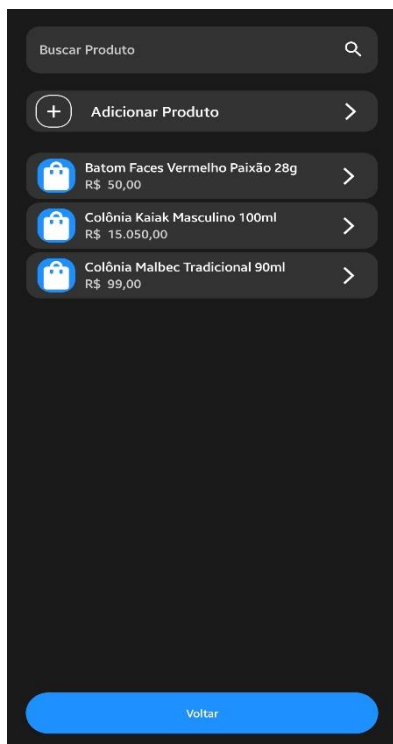 Buscar Produto
Adicionar Produto
Batom Faces Vermelho Paixão 28g
R$ 50,00
Colônia Kaiak Masculino 100ml
R$ 15.050,00
Colônia Malbec Tradicional 90ml
R$ 99,00
Voltar